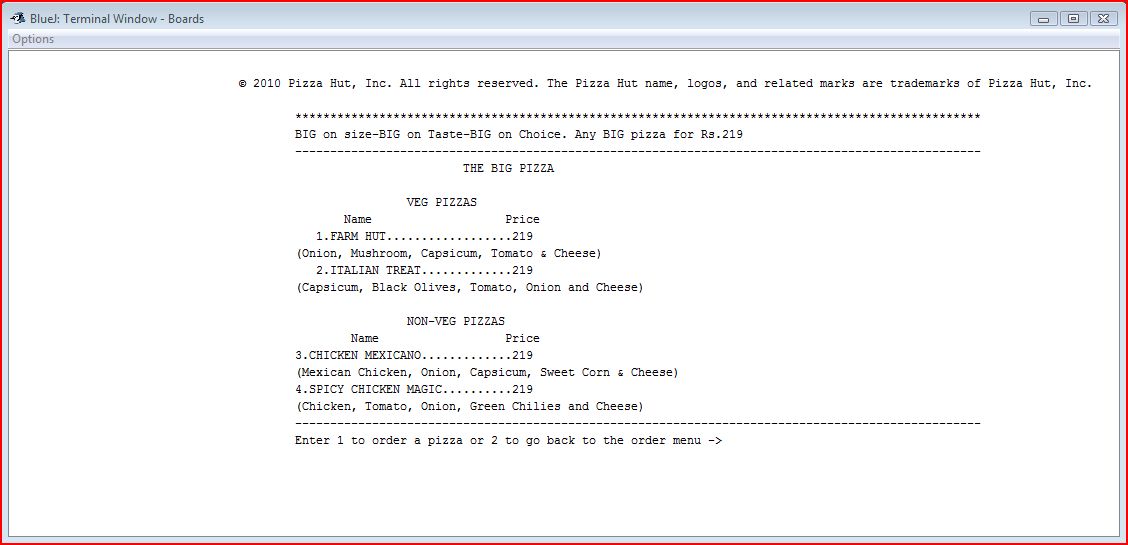 BlueJ: Terminal Window - Boards
Options
© 2010 Pizza Hut, Inc. All rights reserved. The Pizza Hut name, logos, and related marks are trademarks of Pizza Hut, Inc.
**************************************************************************************************
BIG on size-BIG on Taste-BIG on Choice. Any BIG pizza for Rs.219
--------------------------------------------------------------------------------------------------
THE BIG PIZZA
VEG PIZZAS
Name Price
1.FARM HUT..................219
(Onion, Mushroom, Capsicum, Tomato & Cheese)
2.ITALIAN TREAT.............219
(Capsicum, Black Olives, Tomato, Onion and Cheese)
NON-VEG PIZZAS
Name Price
3.CHICKEN MEXICANO.............219
(Mexican Chicken, Onion, Capsicum, Sweet Corn & Cheese)
4.SPICY CHICKEN MAGIC..........219
(Chicken, Tomato, Onion, Green Chilies and Cheese)
--------------------------------------------------------------------------------------------------
Enter 1 to order a pizza or 2 to go back to the order menu ->